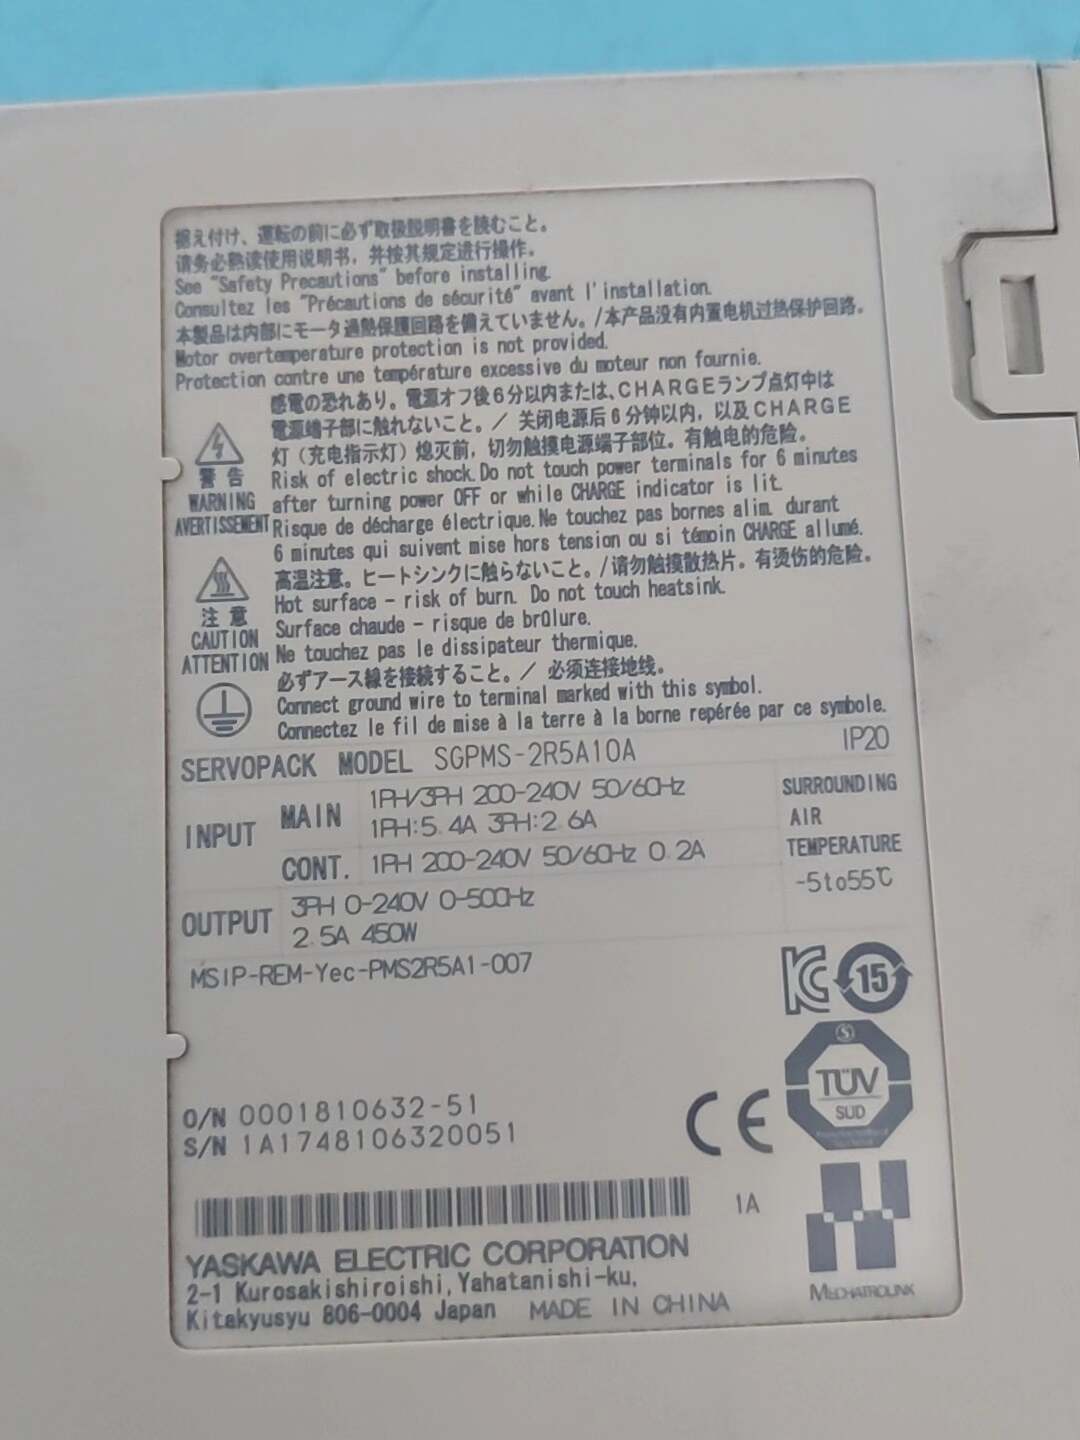 据え付け、運転の前に必ず取扱説明書を読むこと。
请务必熟读使用说明书，并按其规定进行操作。
See "Safety Precautions" before installing.
Consultez les "Précautions de sécurité" avant l'installation.
本製品は内部にモータ過熱保護回路を備えていません。/本产品没有内置电机过热保护回路。
Motor overtemperature protection is not provided.
Protection contre une température excessive du moteur non fournie.
感電の恐れあり。電源オフ後6分以内または、CHARGEランプ点灯中は
電源端子部に触れないこと。/ 关闭电源后6分钟以内，以及CHARGE
灯（充电指示灯）熄灭前，切勿触摸电源端子部位。有触电的危险。
警告
WARNING
AVERTISSEMENT
Risk of electric shock. Do not touch power terminals for 6 minutes
after turning power OFF or while CHARGE indicator is lit.
Risque de décharge électrique. Ne touchez pas bornes alim. durant
6 minutes qui suivent mise hors tension ou si témoin CHARGE allumé.
注意
CAUTION
ATTENTION
高温注意。ヒートシンクに触らないこと。/请勿触摸散热片。有烫伤的危险。
Hot surface - risk of burn. Do not touch heatsink.
Surface chaude - risque de brûlure.
Ne touchez pas le dissipateur thermique.
必ずアース線を接続すること。/ 必须连接地线。
Connect ground wire to terminal marked with this symbol.
Connectez le fil de mise à la terre à la borne repérée par ce symbole.
SERVOPACK MODEL SGPMS-2R5A10A IP20
INPUT MAIN 1PH/3PH 200-240V 50/60Hz
1PH:5.4A 3PH:2.6A
CONT. 1PH 200-240V 50/60Hz 0.2A
SURROUNDING
AIR
TEMPERATURE
-5to55℃
OUTPUT 3PH 0-240V 0-500Hz
2.5A 450W
MSIP-REM-Yec-PMS2R5A1-007
15
TÜV
SÜD
O/N 0001810632-51
S/N 1A1748106320051
CE
1A
YASKAWA ELECTRIC CORPORATION
2-1 Kurosakishiroishi, Yahatanishi-ku,
Kitakyusyu 806-0004 Japan MADE IN CHINA
MECHATROLINK